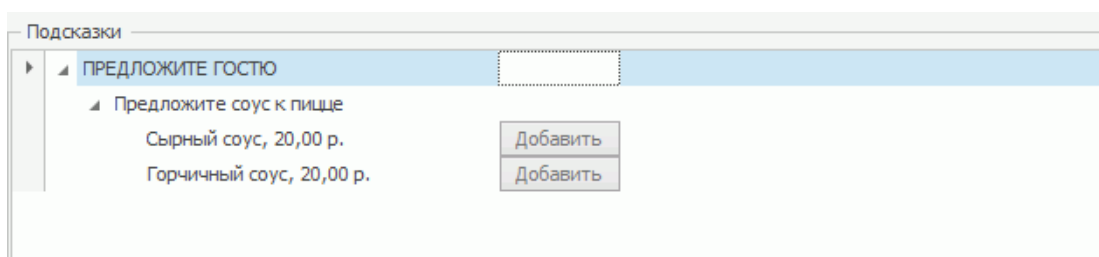 Подсказки
ПРЕДЛОЖИТЕ ГОСТЮ
Предложите соус к пицце
Сырный соус, 20,00 р. Добавить
Горчичный соус, 20,00 р. Добавить